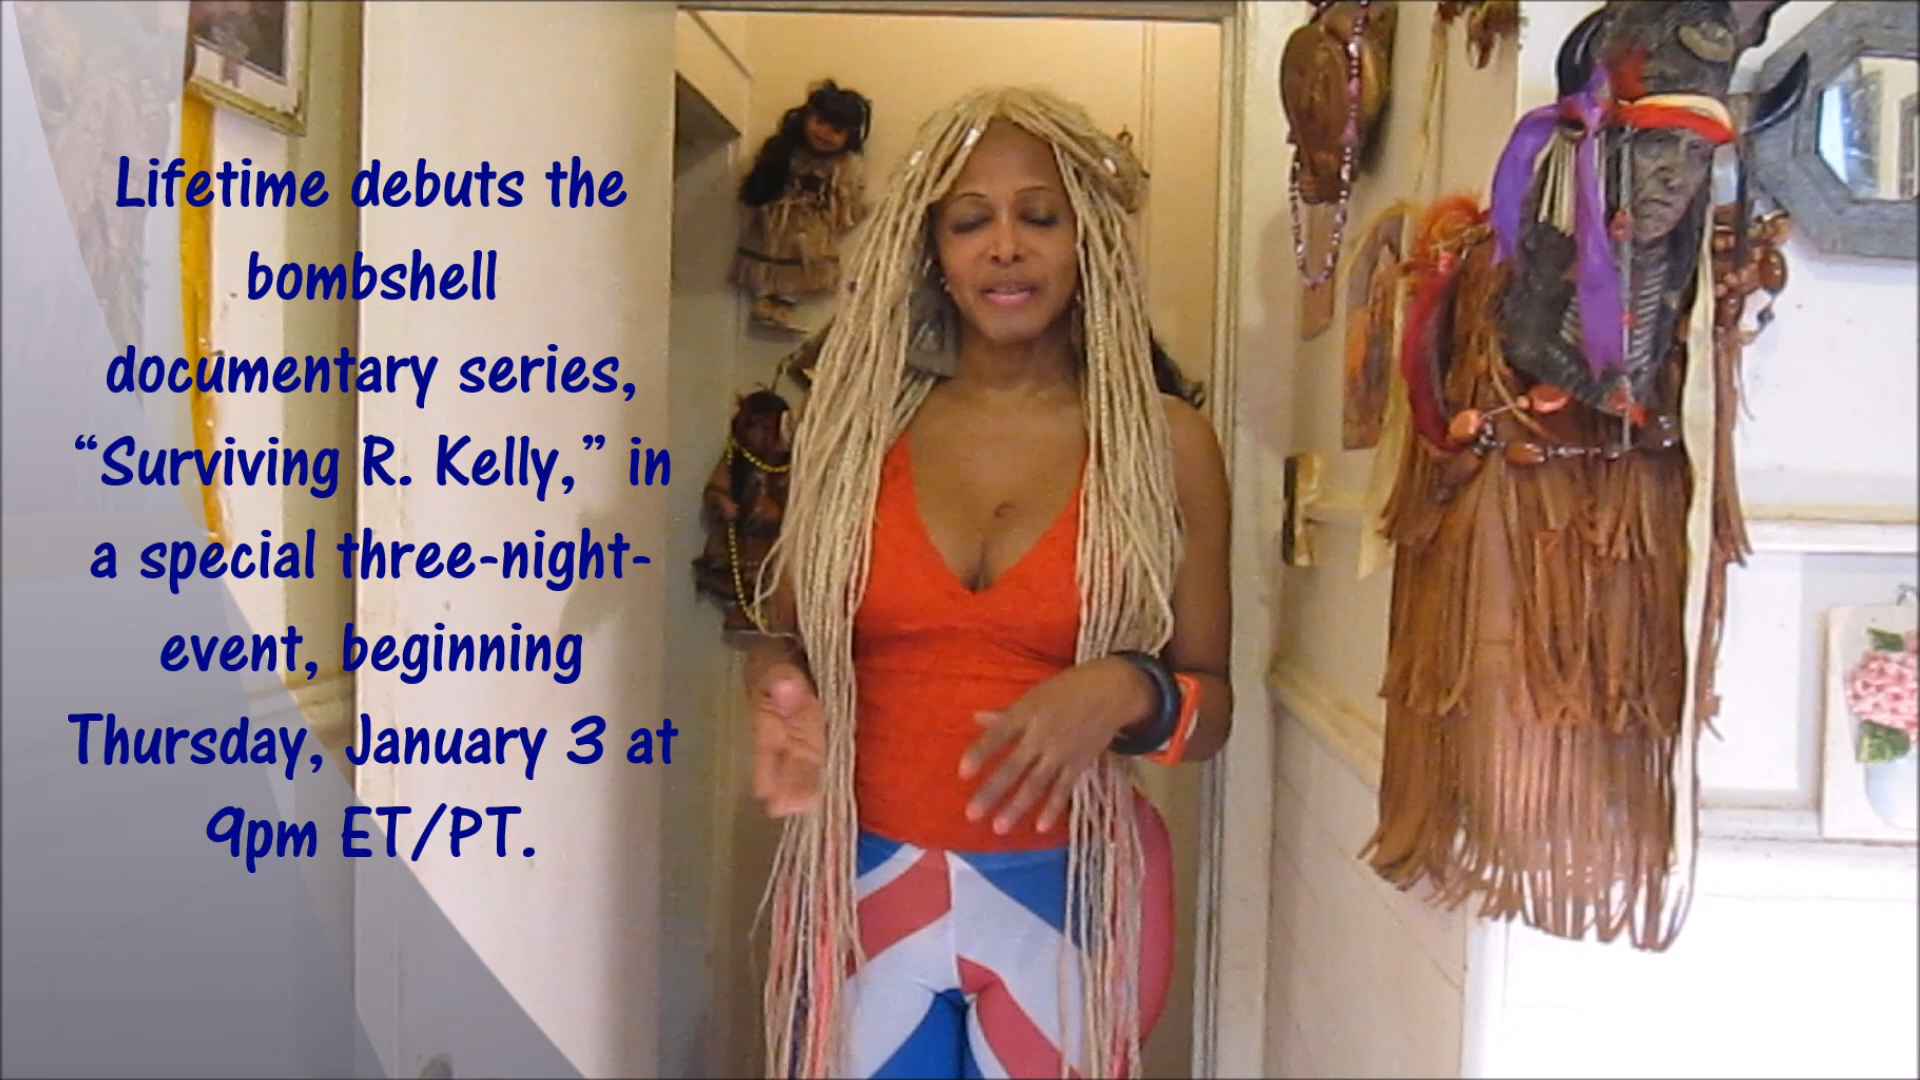 Lifetime debuts the
bombshell
documentary series,
“Surviving R. Kelly,” in
a special three-night-
event, beginning
Thursday, January 3 at
9pm ET/PT.